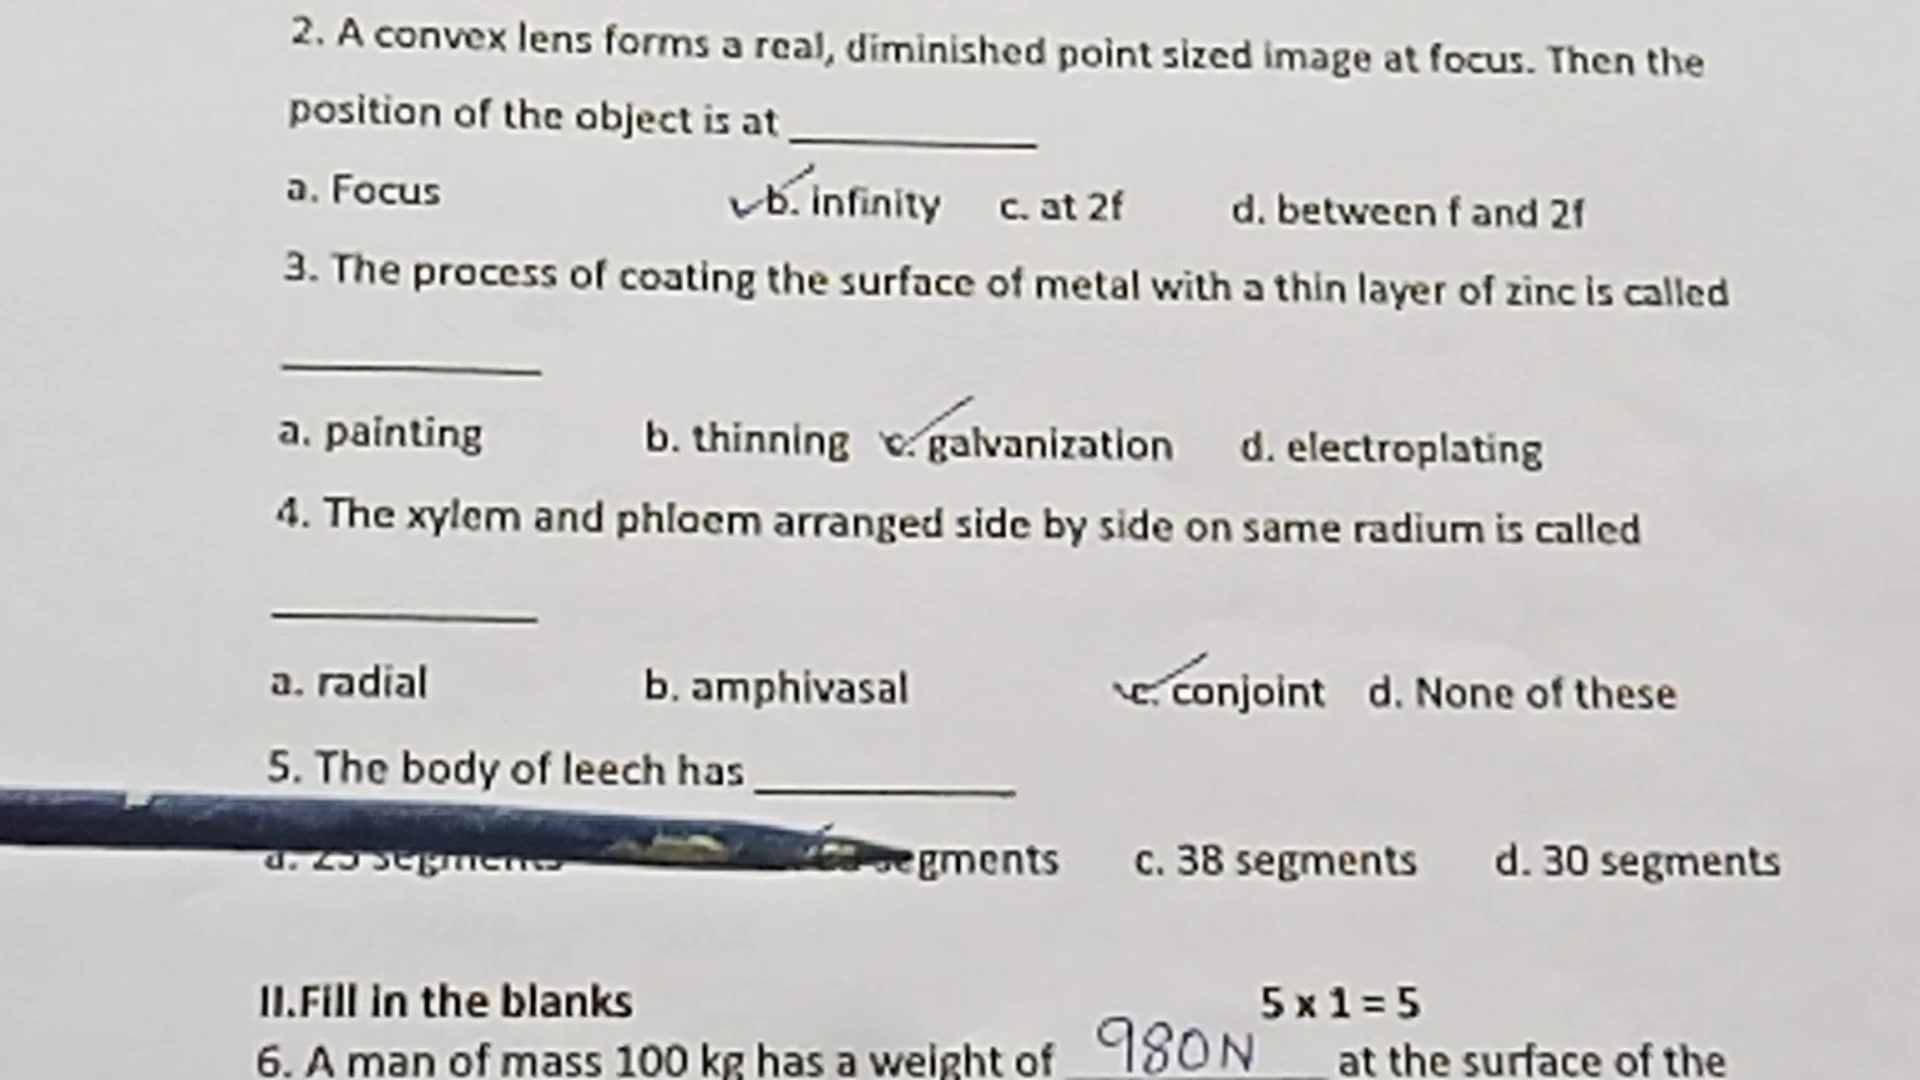 2. A convex lens forms a real, diminished point sized image at focus. Then the
position of the object is at __________
a. Focus b. infinity c. at 2f d. between f and 2f
3. The process of coating the surface of metal with a thin layer of zinc is called
__________
a. painting b. thinning c. galvanization d. electroplating
4. The xylem and phloem arranged side by side on same radium is called
__________
a. radial b. amphivasal c. conjoint d. None of these
5. The body of leech has __________
a. segments segments c. 38 segments d. 30 segments
II.Fill in the blanks 5 x 1 = 5
6. A man of mass 100 kg has a weight of 980N at the surface of the